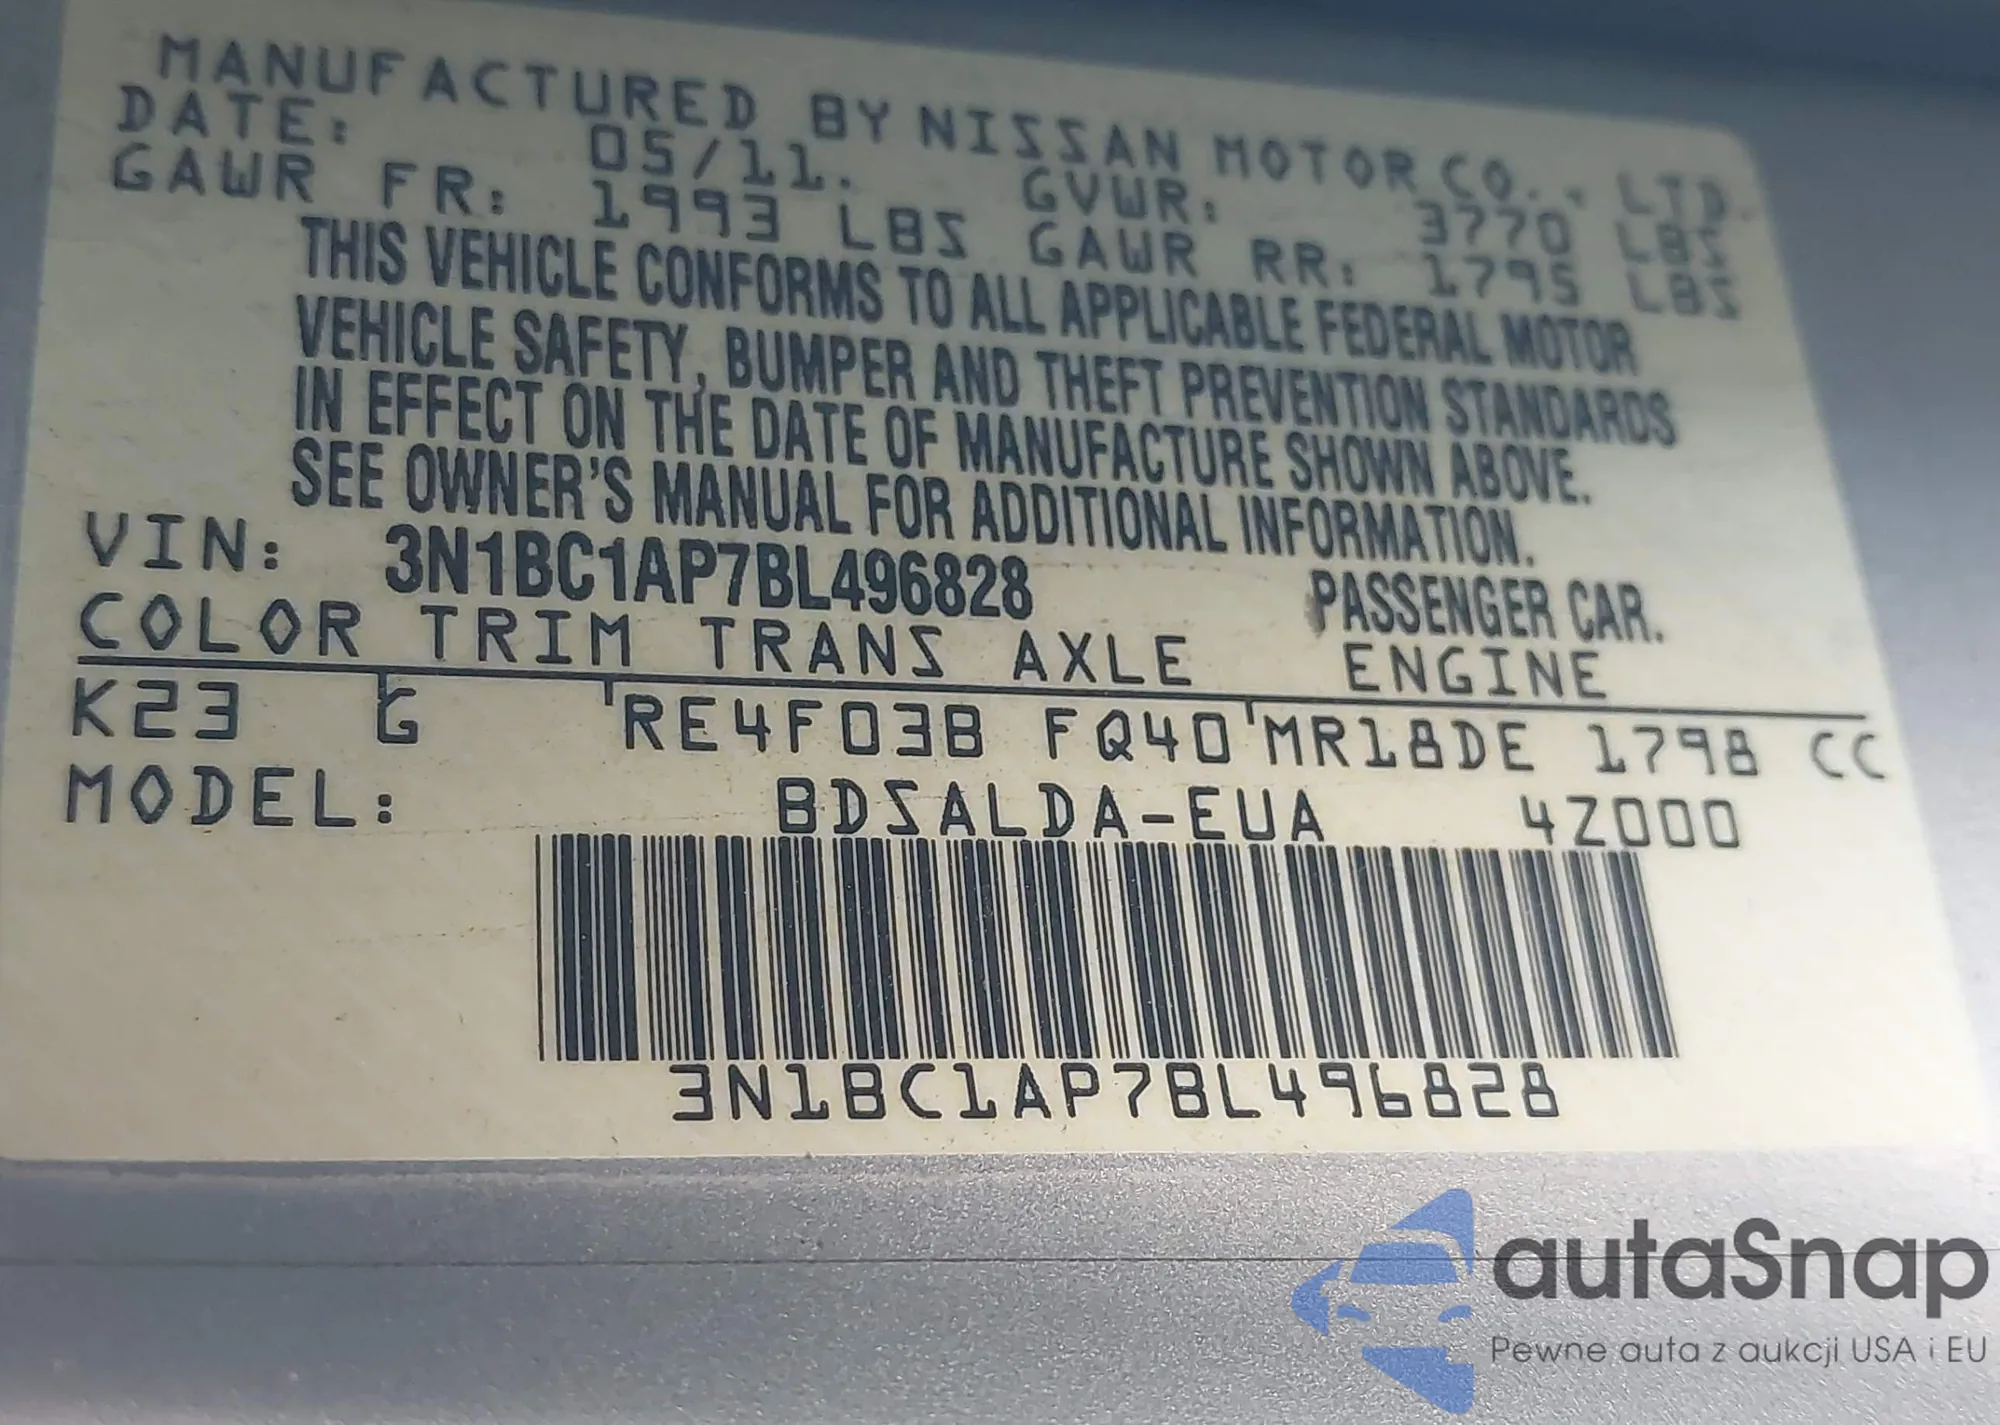 MANUFACTURED BY NISSAN MOTOR CO., LTD.
DATE: 05/11. GVWR: 3770 LBS
GAWR FR: 1993 LBS GAWR RR: 1795 LBS
THIS VEHICLE CONFORMS TO ALL APPLICABLE FEDERAL MOTOR
VEHICLE SAFETY, BUMPER AND THEFT PREVENTION STANDARDS
IN EFFECT ON THE DATE OF MANUFACTURE SHOWN ABOVE.
SEE OWNER'S MANUAL FOR ADDITIONAL INFORMATION.
VIN: 3N1BC1AP7BL496828 PASSENGER CAR.
COLOR TRIM TRANS AXLE ENGINE
K23 G RE4F03B FQ40 MR18DE 1798 CC
MODEL: BDSALDA-EUA 4Z000
3N1BC1AP7BL496828
autaSnap
Pewne auta z aukcji USA i EU